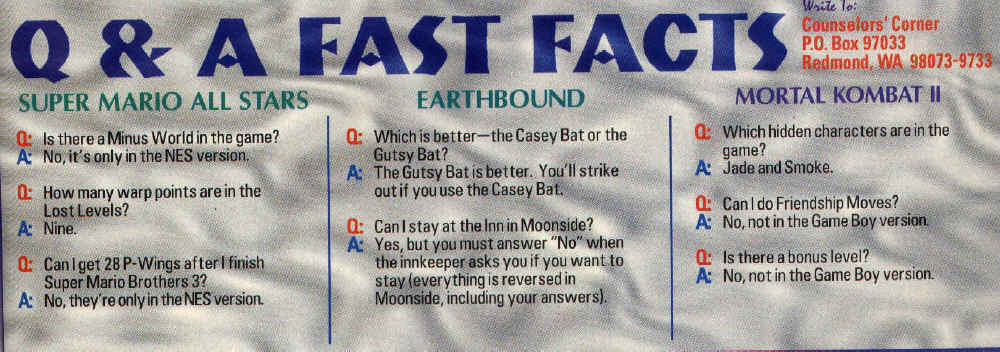 Q & A FAST FACTS
Write To:
Counselors' Corner
P.O. Box 97033
Redmond, WA 98073-9733
SUPER MARIO ALL STARS
Q: Is there a Minus World in the game?
A: No, it's only in the NES version.
Q: How many warp points are in the
Lost Levels?
A: Nine.
Q: Can I get 28 P-Wings after I finish
Super Mario Brothers 3?
A: No, they're only in the NES version.
EARTHBOUND
Q: Which is better—the Casey Bat or the
Gutsy Bat?
A: The Gutsy Bat is better. You'll strike
out if you use the Casey Bat.
Q: Can I stay at the Inn in Moonside?
A: Yes, but you must answer "No" when
the innkeeper asks you if you want to
stay (everything is reversed in
Moonside, including your answers).
MORTAL KOMBAT II
Q: Which hidden characters are in the
game?
A: Jade and Smoke.
Q: Can I do Friendship Moves?
A: No, not in the Game Boy version.
Q: Is there a bonus level?
A: No, not in the Game Boy version.